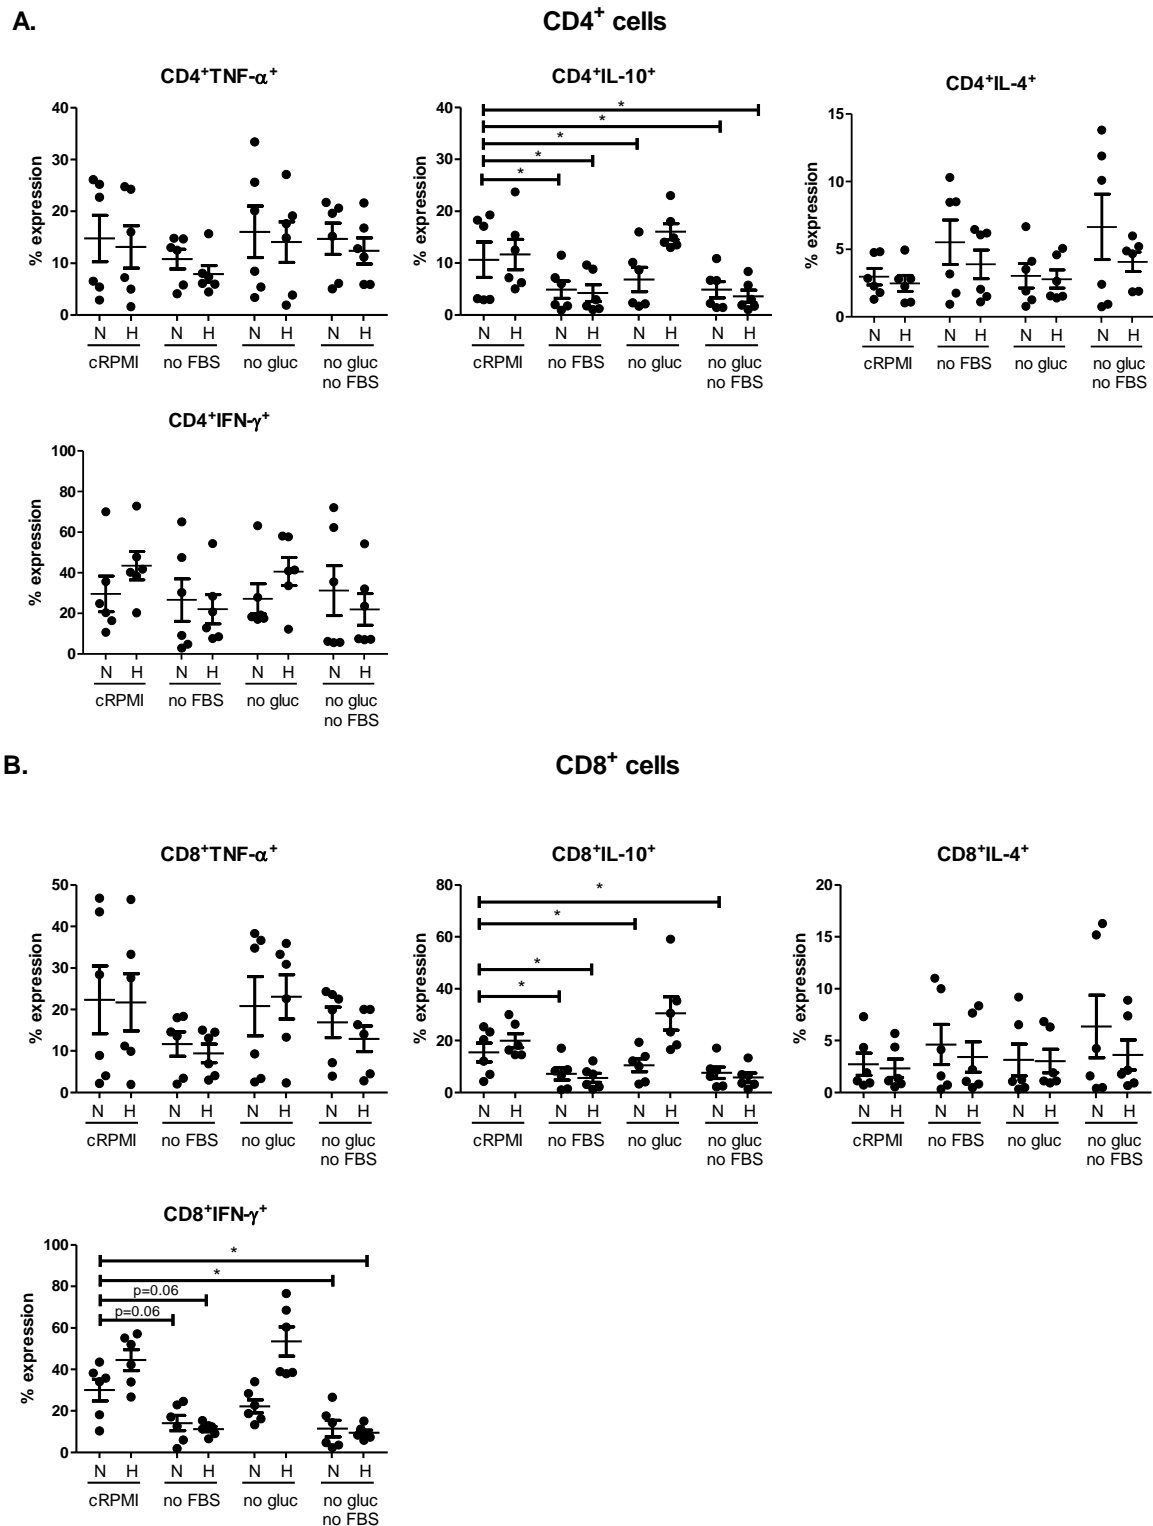 A.
CD4⁺ cells
CD4⁺TNF-α⁺
% expression
40
30
20
10
0
N H N H N H N H
cRPMI no FBS no gluc no gluc
no FBS
CD4⁺IL-10⁺
% expression
40
30
20
10
0
*
*
*
*
*
N H N H N H N H
cRPMI no FBS no gluc no gluc
no FBS
CD4⁺IL-4⁺
% expression
15
10
5
0
N H N H N H N H
cRPMI no FBS no gluc no gluc
no FBS
CD4⁺IFN-γ⁺
% expression
100
80
60
40
20
0
N H N H N H N H
cRPMI no FBS no gluc no gluc
no FBS
B.
CD8⁺ cells
CD8⁺TNF-α⁺
% expression
50
40
30
20
10
0
N H N H N H N H
cRPMI no FBS no gluc no gluc
no FBS
CD8⁺IL-10⁺
% expression
80
60
40
20
0
*
*
*
*
N H N H N H N H
cRPMI no FBS no gluc no gluc
no FBS
CD8⁺IL-4⁺
% expression
20
15
10
5
0
N H N H N H N H
cRPMI no FBS no gluc no gluc
no FBS
CD8⁺IFN-γ⁺
% expression
100
80
60
40
20
0
*
*
p=0.06
p=0.06
N H N H N H N H
cRPMI no FBS no gluc no gluc
no FBS